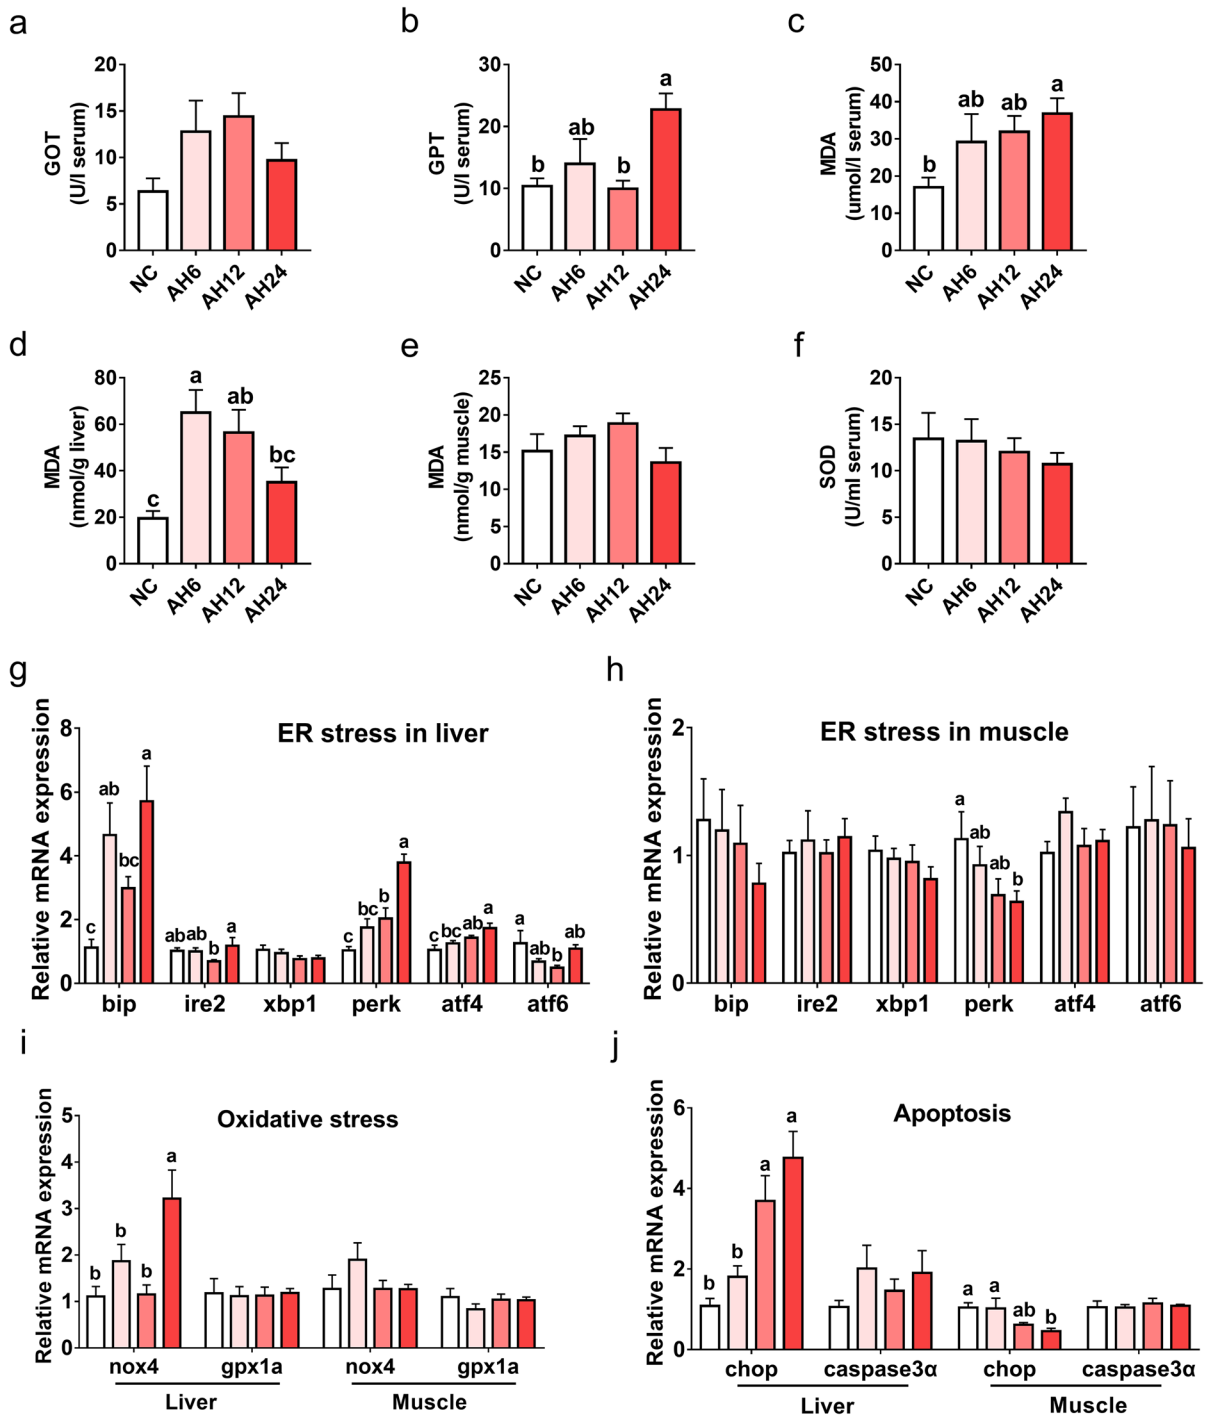 a
20
15
10
5
0
GOT
(U/l serum)
NC
AH6
AH12
AH24
b
30
20
10
0
GPT
(U/l serum)
b
ab
b
a
NC
AH6
AH12
AH24
c
50
40
30
20
10
0
MDA
(umol/l serum)
b
ab
ab
a
NC
AH6
AH12
AH24
d
80
60
40
20
0
MDA
(nmol/g liver)
c
a
ab
bc
NC
AH6
AH12
AH24
e
25
20
15
10
5
0
MDA
(nmol/g muscle)
NC
AH6
AH12
AH24
f
20
15
10
5
0
SOD
(U/ml serum)
NC
AH6
AH12
AH24
g
ER stress in liver
Relative mRNA expression
8
6
4
2
0
c ab bc a
ab ab b a
c bc b a
c bc ab a
a ab b ab
bip ire2 xbp1 perk atf4 atf6
h
ER stress in muscle
Relative mRNA expression
2
1
0
a ab ab b
bip ire2 xbp1 perk atf4 atf6
i
Oxidative stress
Relative mRNA expression
5
4
3
2
1
0
b b b a
nox4 gpx1a nox4 gpx1a
Liver Muscle
j
Apoptosis
Relative mRNA expression
6
4
2
0
b b a a
a a ab b
chop caspase3α chop caspase3α
Liver Muscle